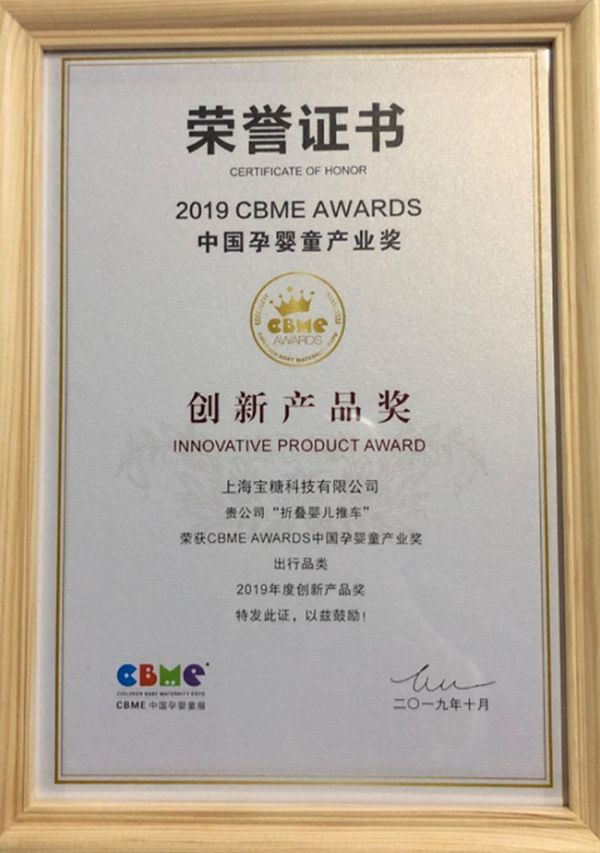 荣誉证书
CERTIFICATE OF HONOR
2019 CBME AWARDS
中国孕婴童产业奖
CBME
AWARDS
CHILDREN BABY MATERNITY EXPO
创新产品奖
INNOVATIVE PRODUCT AWARD
上海宝糖科技有限公司
贵公司“折叠婴儿推车”
荣获CBME AWARDS中国孕婴童产业奖
出行品类
2019年度创新产品奖
特发此证，以兹鼓励！
CBME
CHILDREN BABY MATERNITY EXPO
CBME 中国孕婴童展
二〇一九年十月